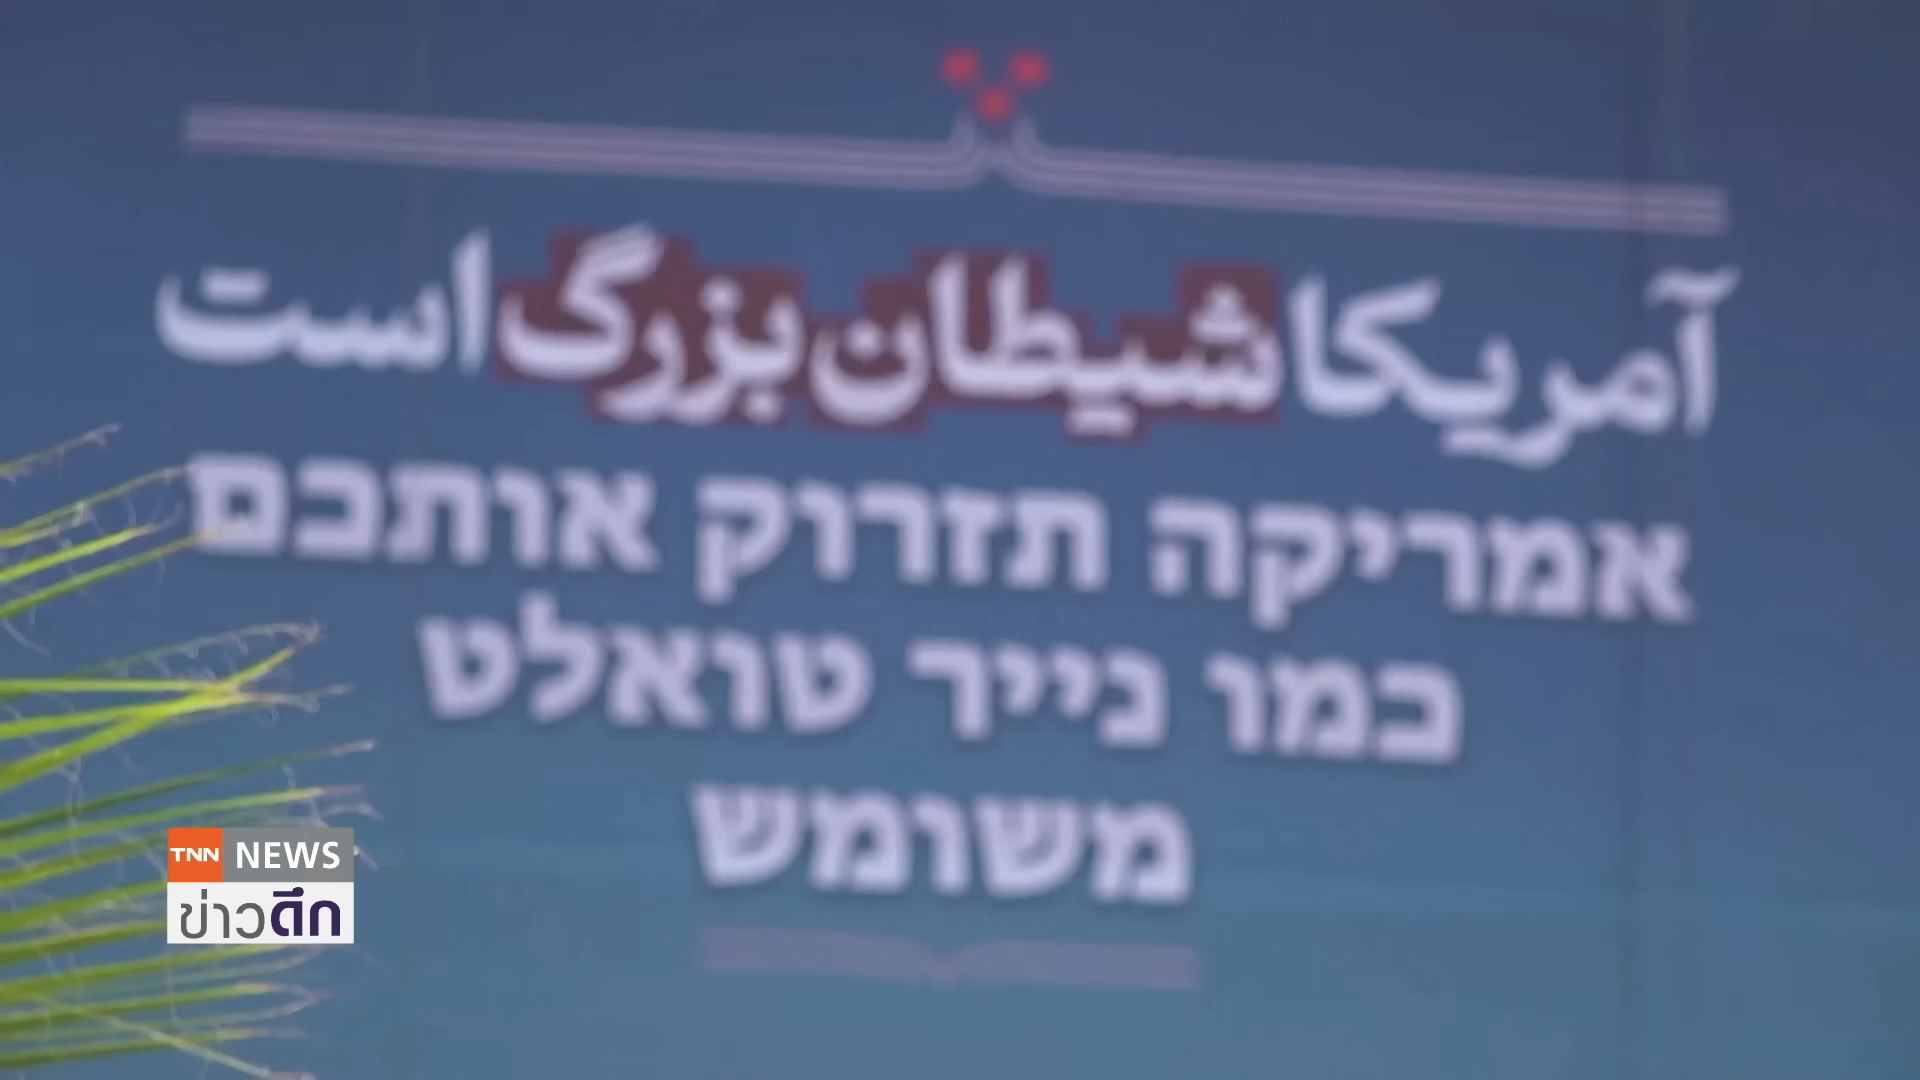 آمریکا شیطان بزرگ است
אמריקה תזרוק אותכם
כמו נייר טואלט
משומש
TNN NEWS
ข่าวดึก